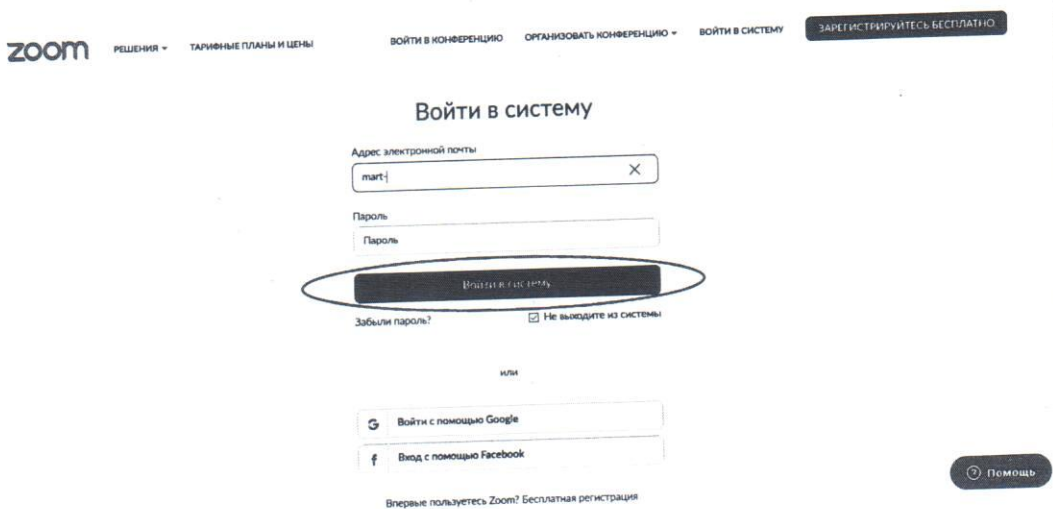 zoom РЕШЕНИЯ ТАРИФНЫЕ ПЛАНЫ И ЦЕНЫ ВОЙТИ В КОНФЕРЕНЦИЮ ОРГАНИЗОВАТЬ КОНФЕРЕНЦИЮ ВОЙТИ В СИСТЕМУ ЗАРЕГИСТРИРУЙТЕСЬ БЕСПЛАТНО
Войти в систему
Адрес электронной почты
mart-
Пароль
Пароль
Войти в систему
Забыли пароль? Не выходите из системы
или
Войти с помощью Google
Вход с помощью Facebook
Помощь
Впервые пользуетесь Zoom? Бесплатная регистрация